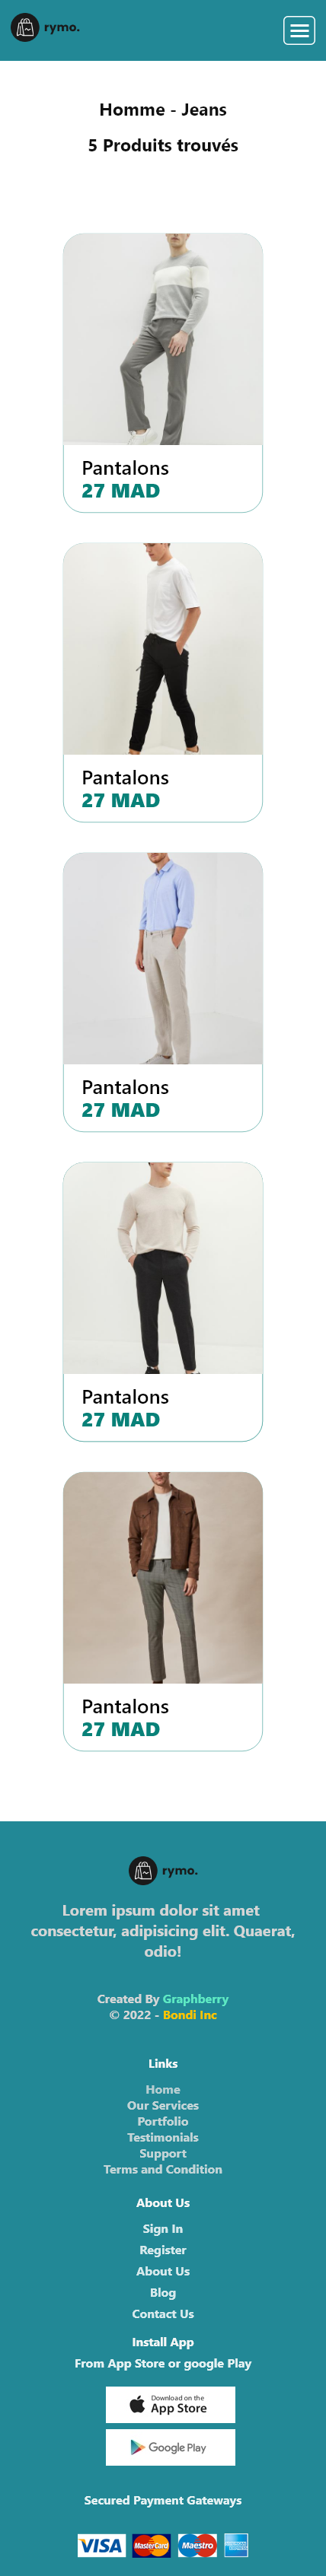 rymo.
Homme - Jeans
5 Produits trouvés
Pantalons
27 MAD
Pantalons
27 MAD
Pantalons
27 MAD
Pantalons
27 MAD
Pantalons
27 MAD
rymo.
Lorem ipsum dolor sit amet
consectetur, adipisicing elit. Quaerat,
odio!
Created By Graphberry
© 2022 - Bondi Inc
Links
Home
Our Services
Portfolio
Testimonials
Support
Terms and Condition
About Us
Sign In
Register
About Us
Blog
Contact Us
Install App
From App Store or google Play
Download on the
App Store
Google Play
Secured Payment Gateways
VISA MasterCard Maestro